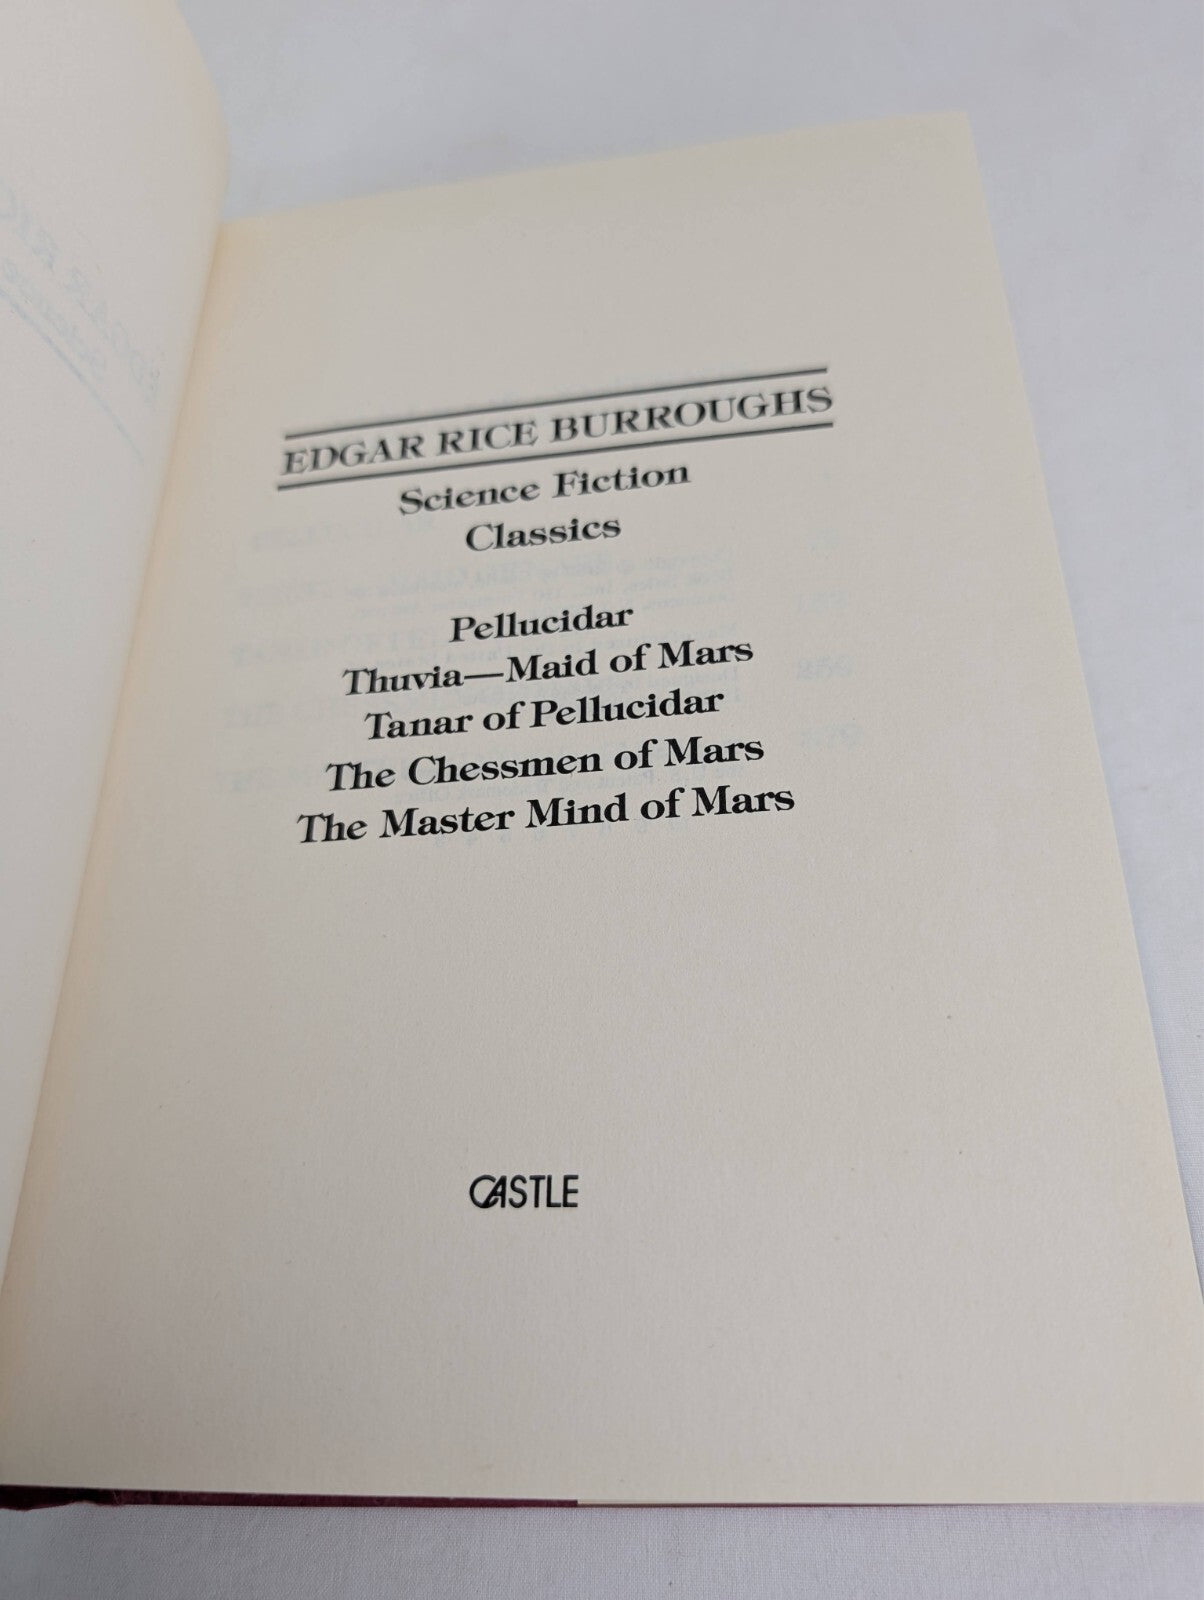 EDGAR RICE BURROUGHS
Science Fiction
Classics
Pellucidar
Thuvia—Maid of Mars
Tanar of Pellucidar
The Chessmen of Mars
The Master Mind of Mars
CASTLE